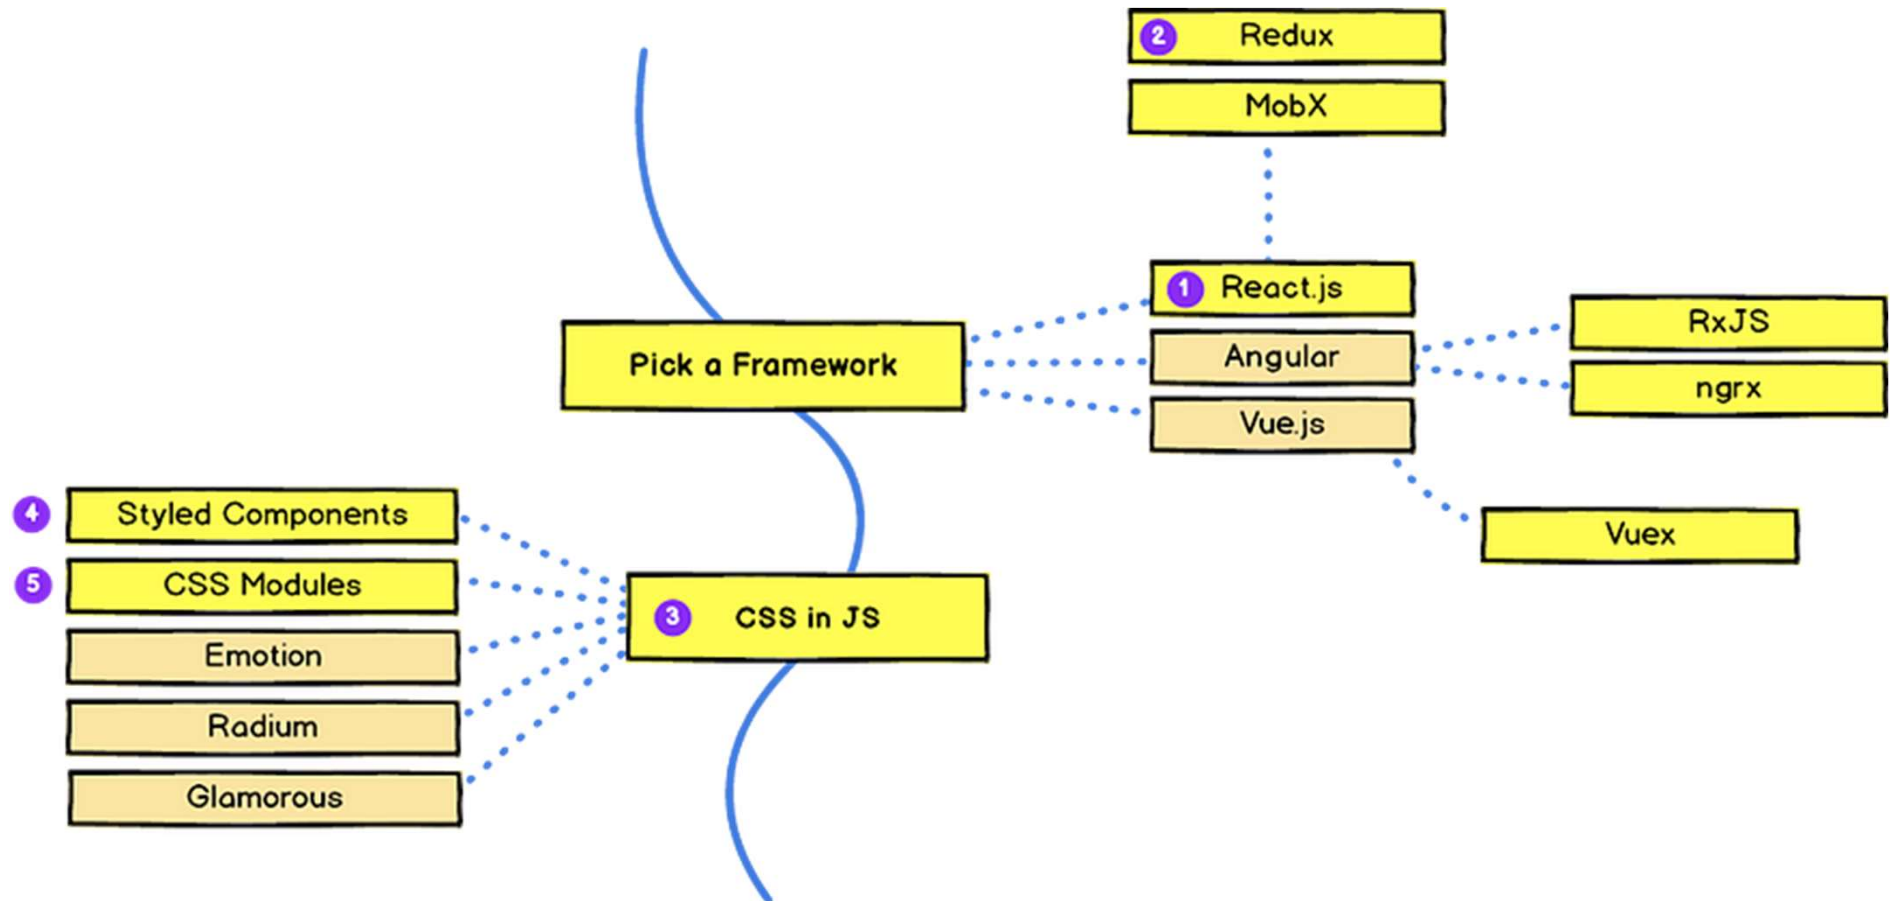 2 Redux
MobX
1 React.js
Angular
Vue.js
RxJS
ngrx
Vuex
Pick a Framework
4 Styled Components
5 CSS Modules
Emotion
Radium
Glamorous
3 CSS in JS